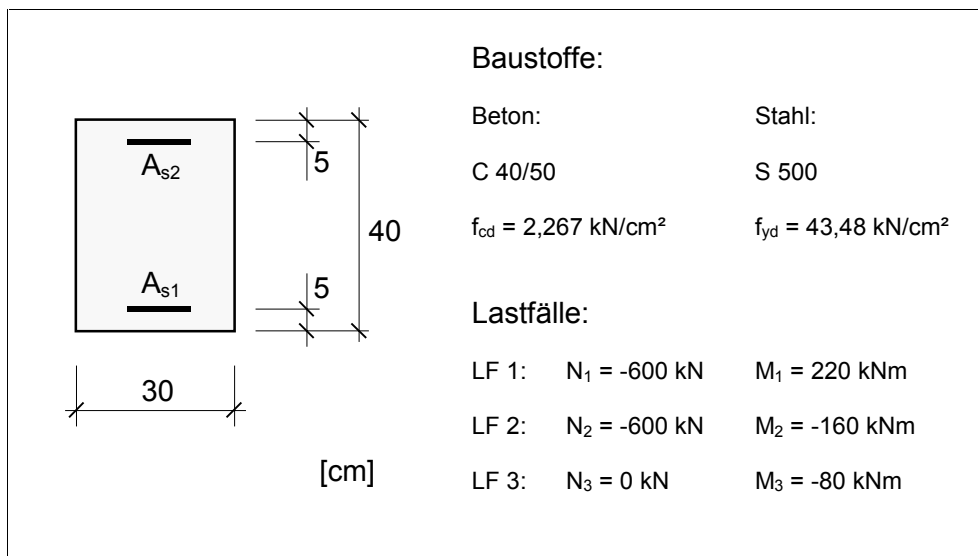 Baustoffe:
Beton: Stahl:
C 40/50 S 500
f_cd = 2,267 kN/cm² f_yd = 43,48 kN/cm²
Lastfälle:
LF 1: N₁ = -600 kN M₁ = 220 kNm
LF 2: N₂ = -600 kN M₂ = -160 kNm
LF 3: N₃ = 0 kN M₃ = -80 kNm
A_s2
5
40
A_s1
5
30
[cm]